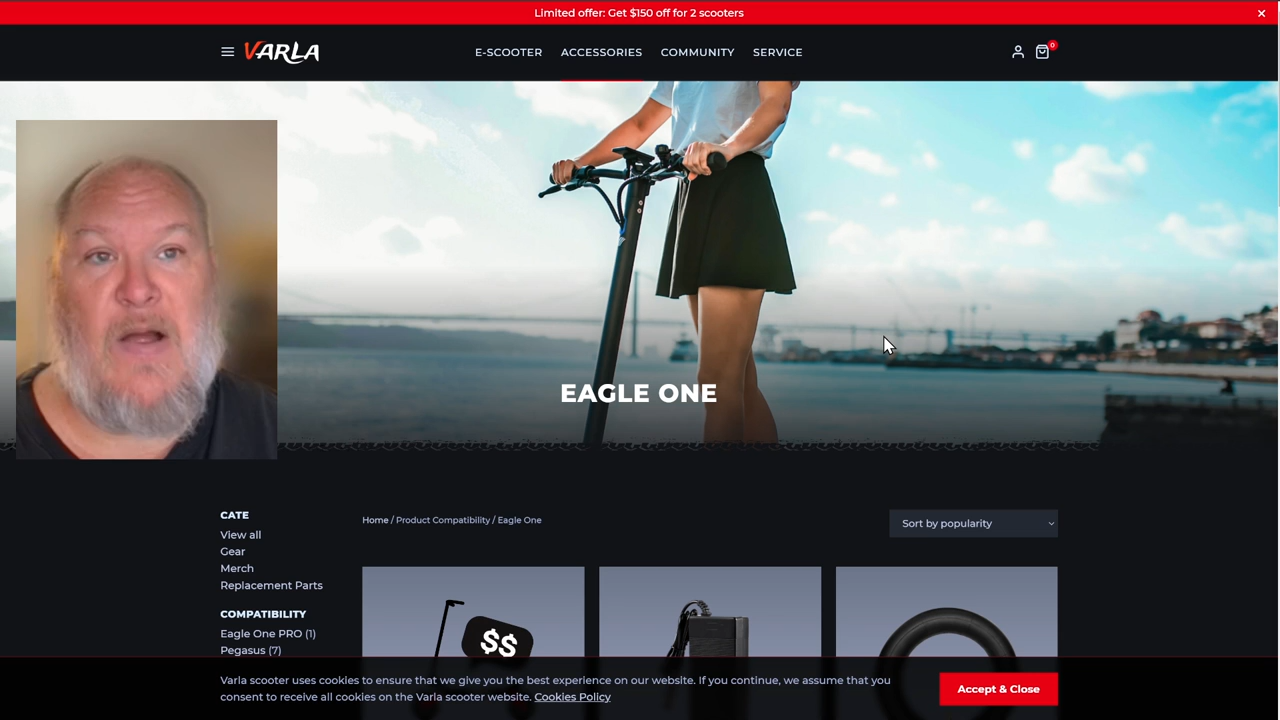 Limited offer: Get $150 off for 2 scooters
VARLA
E-SCOOTER
ACCESSORIES
COMMUNITY
SERVICE
0
EAGLE ONE
CATE
View all
Gear
Merch
Replacement Parts
COMPATIBILITY
Eagle One PRO (1)
Pegasus (7)
Home / Product Compatibility / Eagle One
Sort by popularity
$$
Varla scooter uses cookies to ensure that we give you the best experience on our website. If you continue, we assume that you
consent to receive all cookies on the Varla scooter website. Cookies Policy
Accept & Close